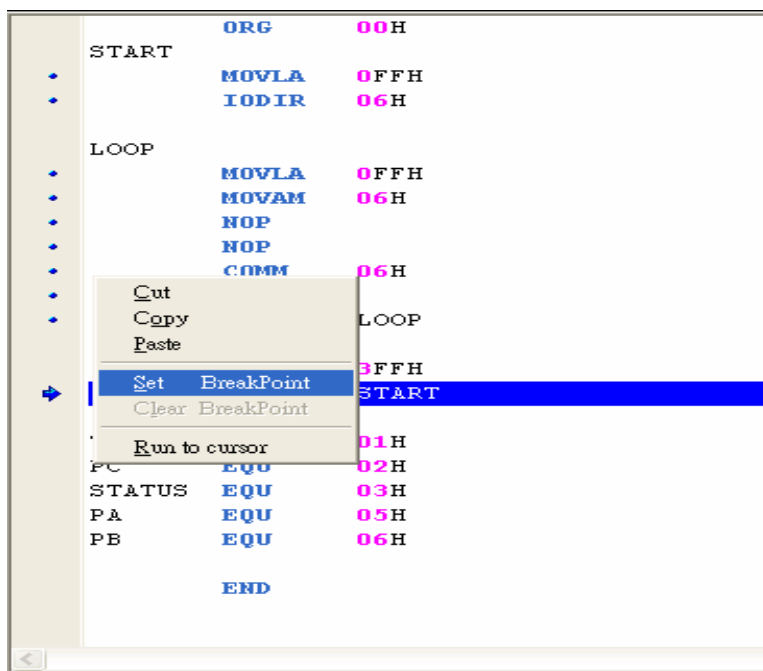 ORG 00H
START
MOVLA 0FFH
IODIR 06H
LOOP
MOVLA 0FFH
MOVAM 06H
NOP
NOP
COMM 06H
Cut
Copy
Paste
Set BreakPoint
Clear BreakPoint
Run to cursor
LOOP
3FFH
START
01H
PC EQU 02H
STATUS EQU 03H
PA EQU 05H
PB EQU 06H
END